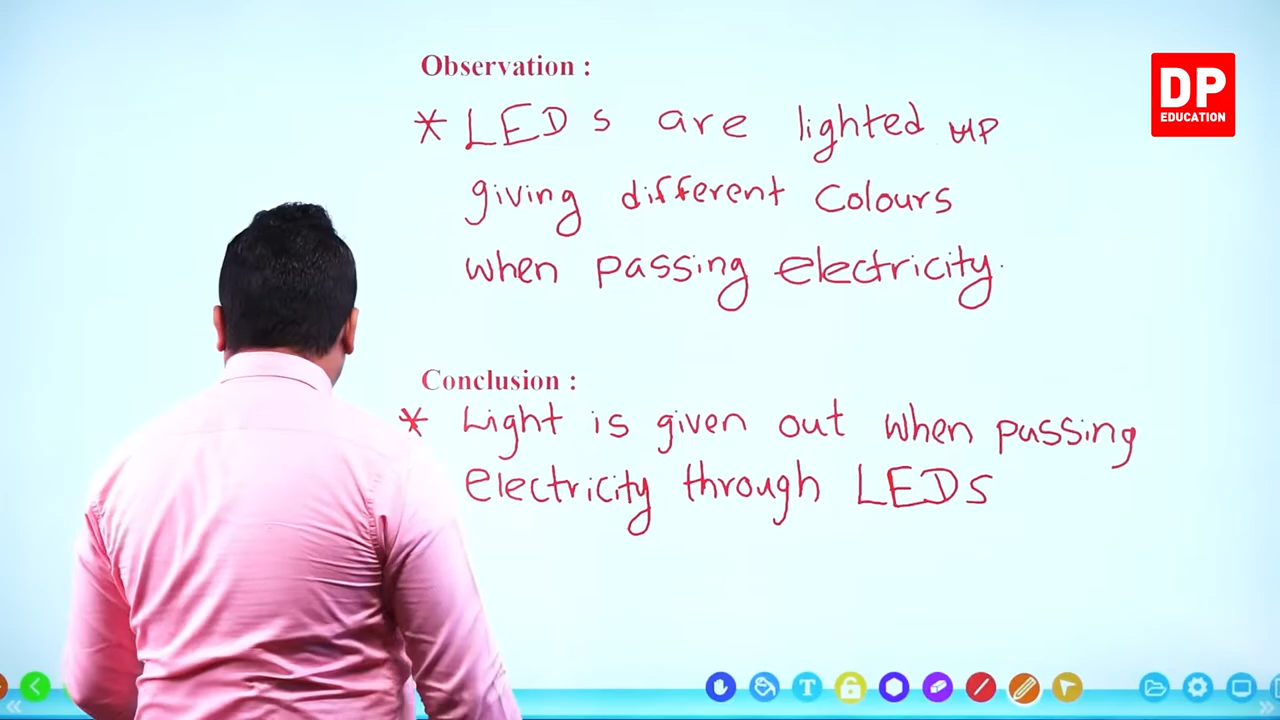 Observation :
* LEDs are lighted up
giving different colours
when passing electricity.
Conclusion :
* Light is given out when passing
electricity through LEDs
DP
EDUCATION